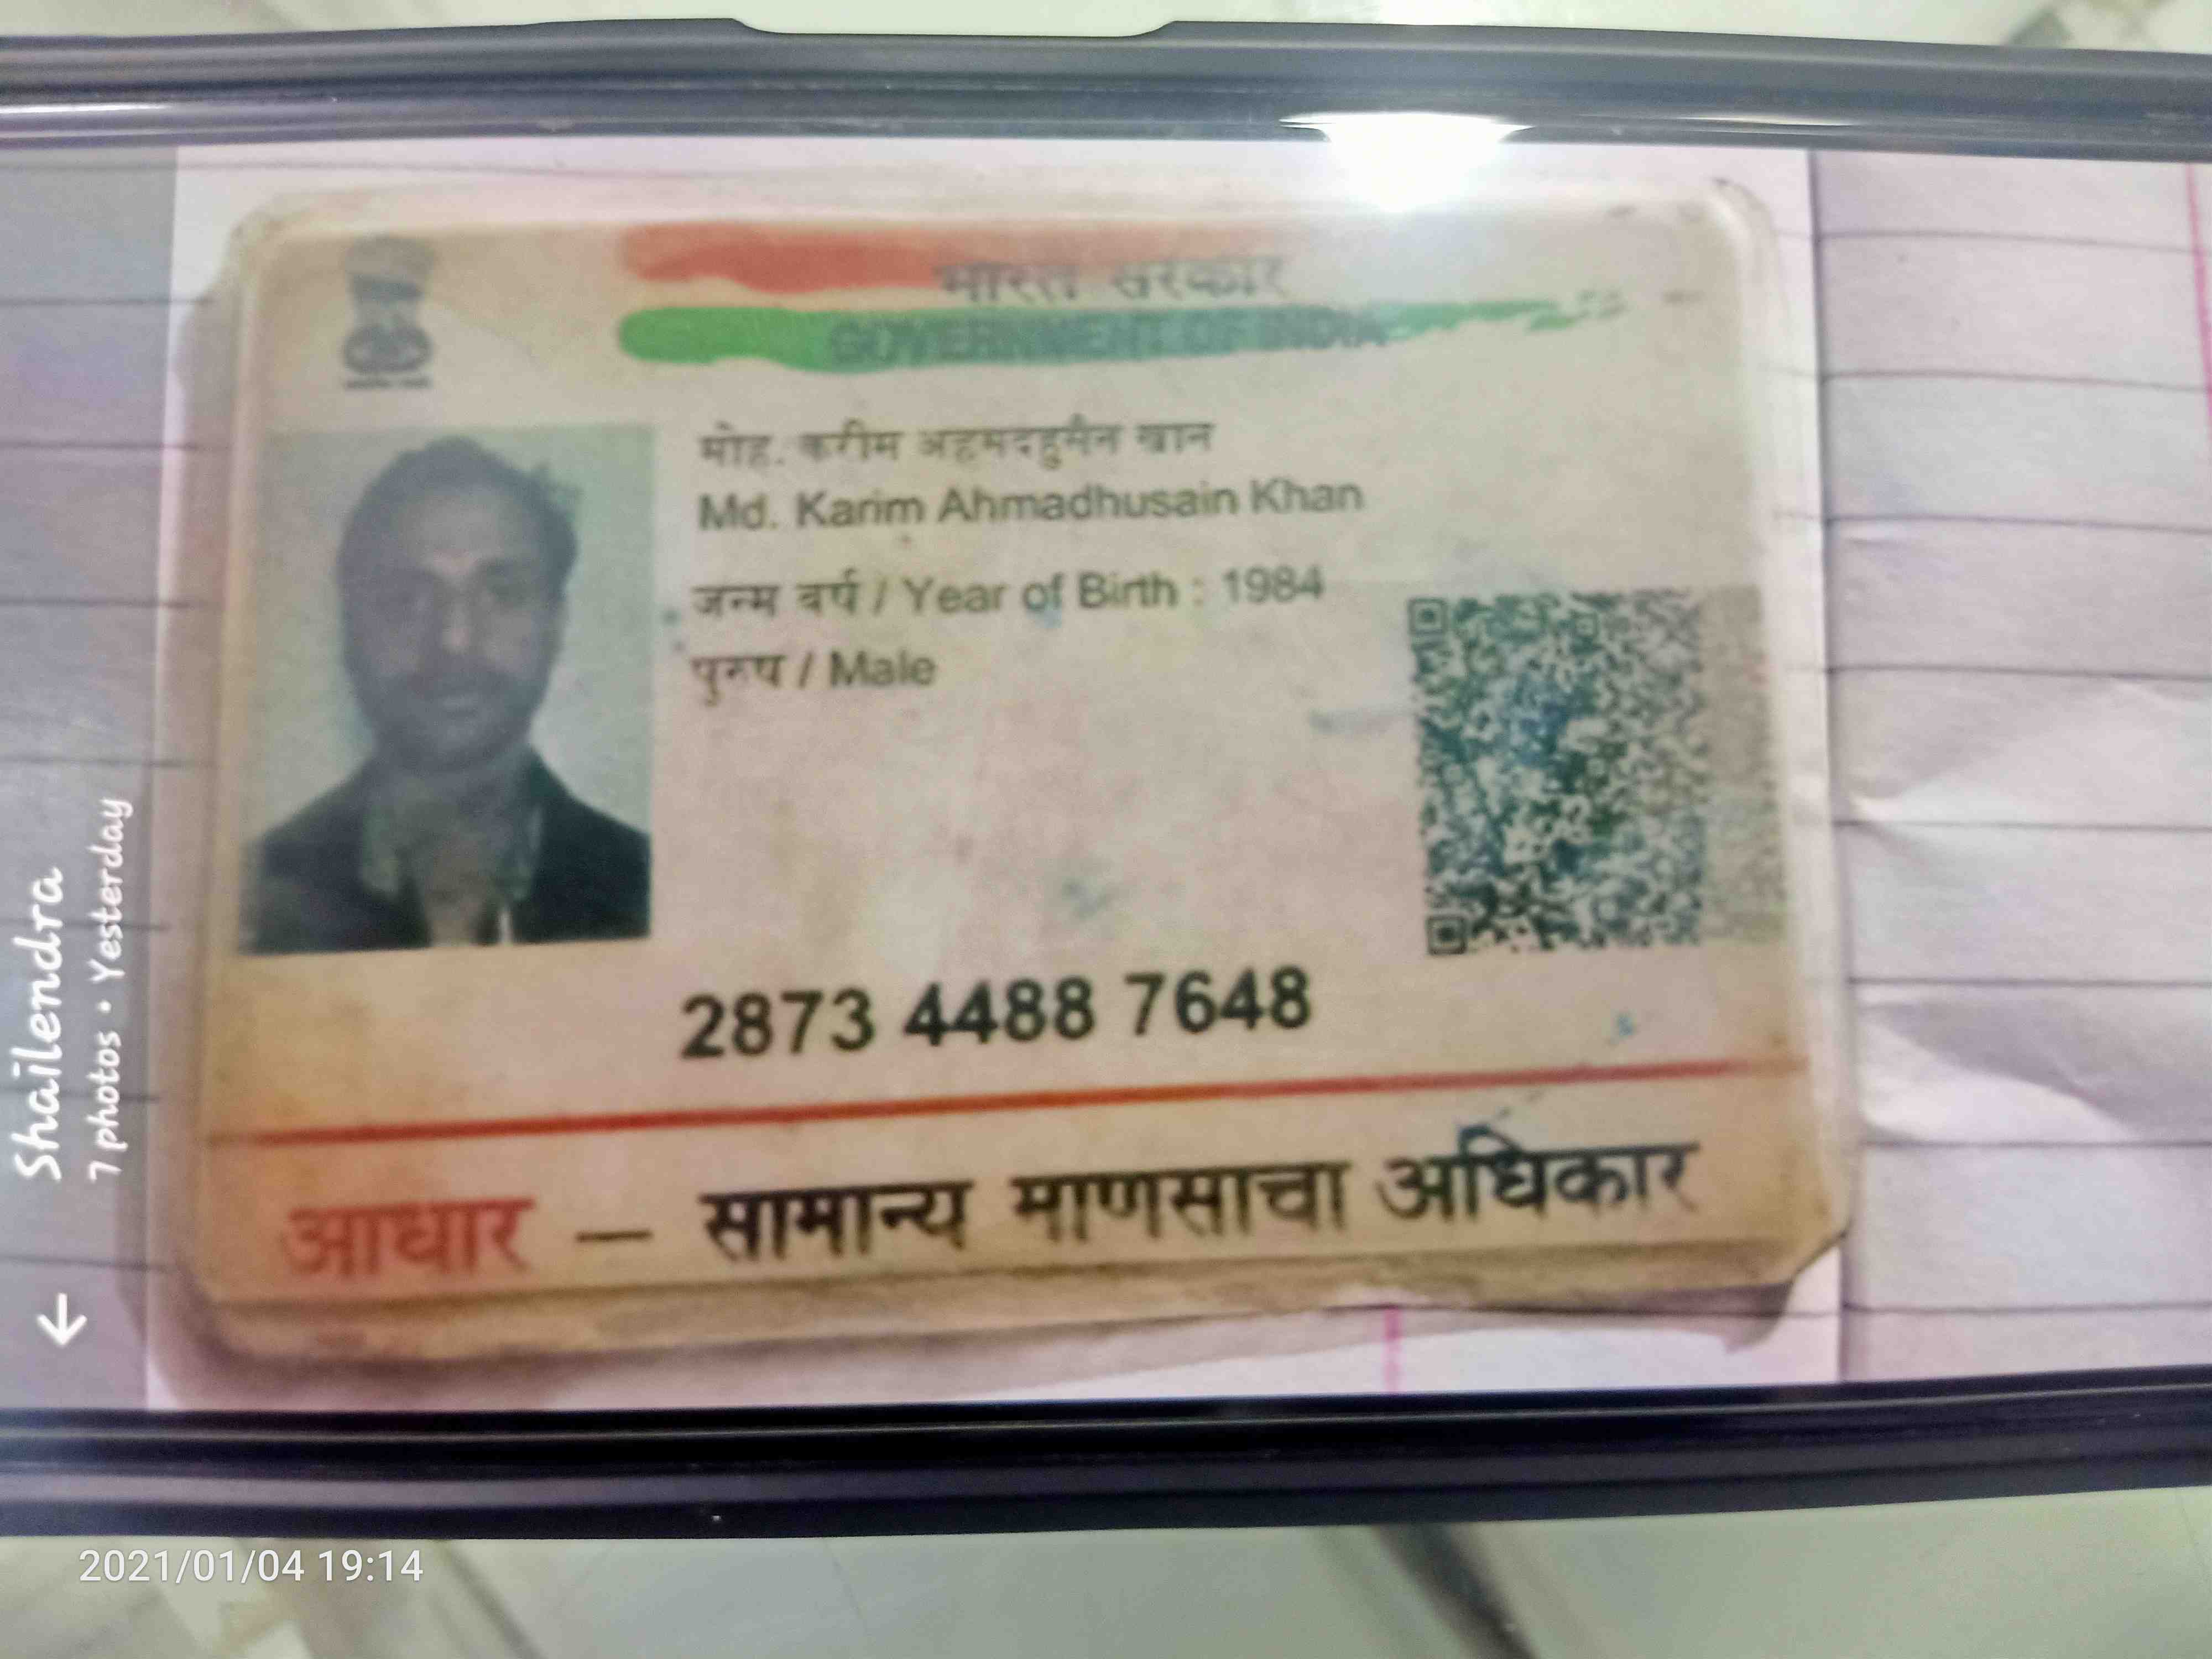 भारत सरकार
GOVERNMENT OF INDIA
मोह. करीम अहमदहुसैन खान
Md. Karim Ahmadhusain Khan
जन्म वर्ष / Year of Birth : 1984
पुरुष / Male
2873 4488 7648
आधार — सामान्य माणसाचा अधिकार
Shailendra
7 photos • Yesterday
2021/01/04 19:14